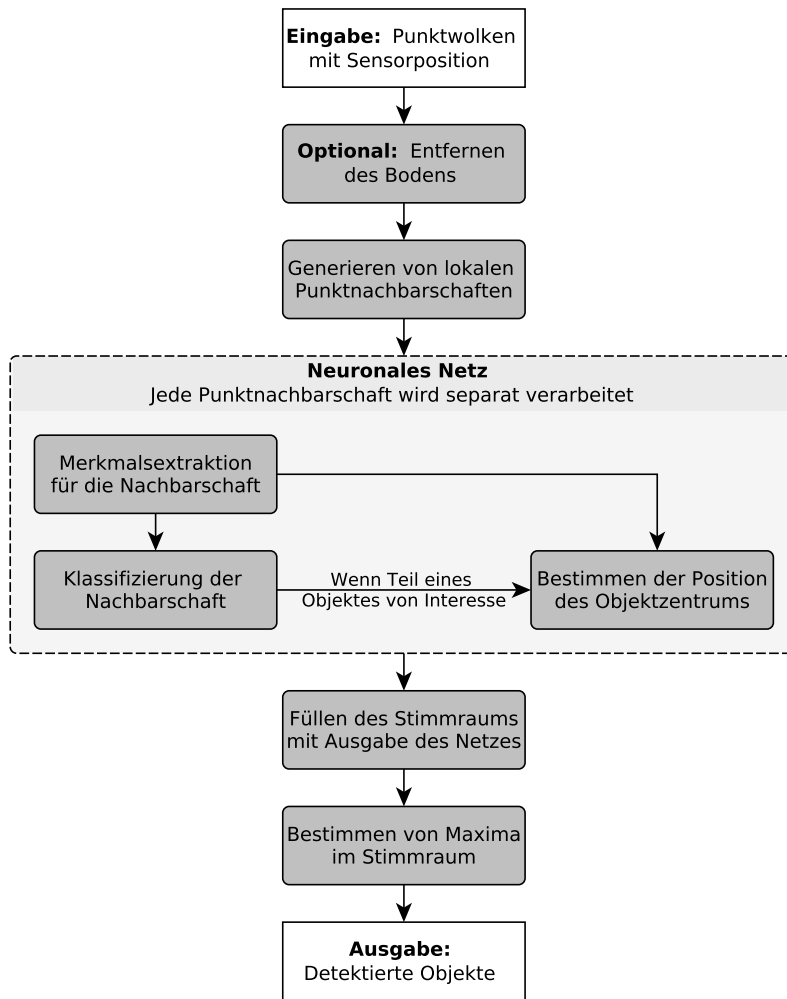 Eingabe: Punktwolken
mit Sensorposition
Optional: Entfernen
des Bodens
Generieren von lokalen
Punktnachbarschaften
Neuronales Netz
Jede Punktnachbarschaft wird separat verarbeitet
Merkmalsextraktion
für die Nachbarschaft
Klassifizierung der
Nachbarschaft
Wenn Teil eines
Objektes von Interesse
Bestimmen der Position
des Objektzentrums
Füllen des Stimmraums
mit Ausgabe des Netzes
Bestimmen von Maxima
im Stimmraum
Ausgabe:
Detektierte Objekte